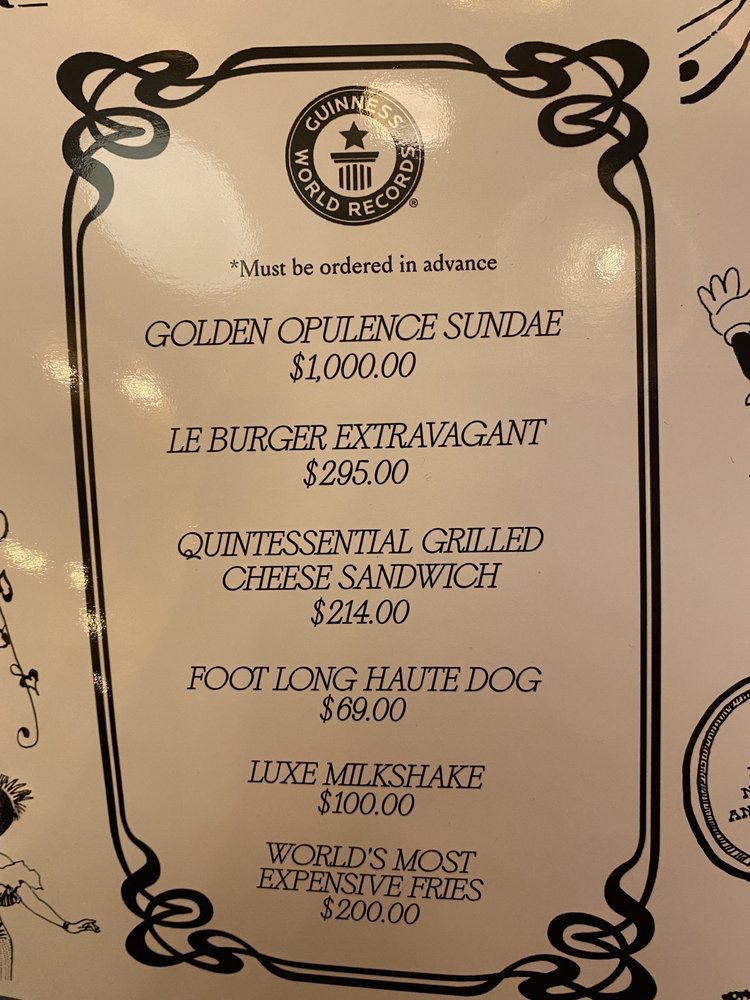 GUINNESS
WORLD RECORDS
®
*Must be ordered in advance
GOLDEN OPULENCE SUNDAE
$1,000.00
LE BURGER EXTRAVAGANT
$295.00
QUINTESSENTIAL GRILLED
CHEESE SANDWICH
$214.00
FOOT LONG HAUTE DOG
$69.00
LUXE MILKSHAKE
$100.00
WORLD'S MOST
EXPENSIVE FRIES
$200.00